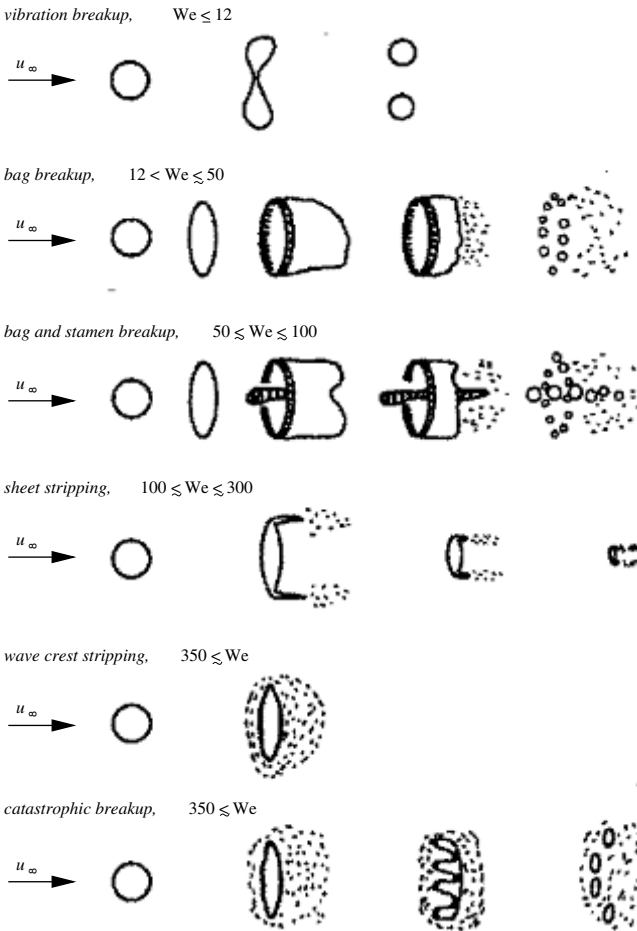 vibration breakup, We ≤ 12
u∞
bag breakup, 12 < We ≲ 50
u∞
bag and stamen breakup, 50 ≲ We ≤ 100
u∞
sheet stripping, 100 ≲ We ≤ 300
u∞
wave crest stripping, 350 ≲ We
u∞
catastrophic breakup, 350 ≲ We
u∞